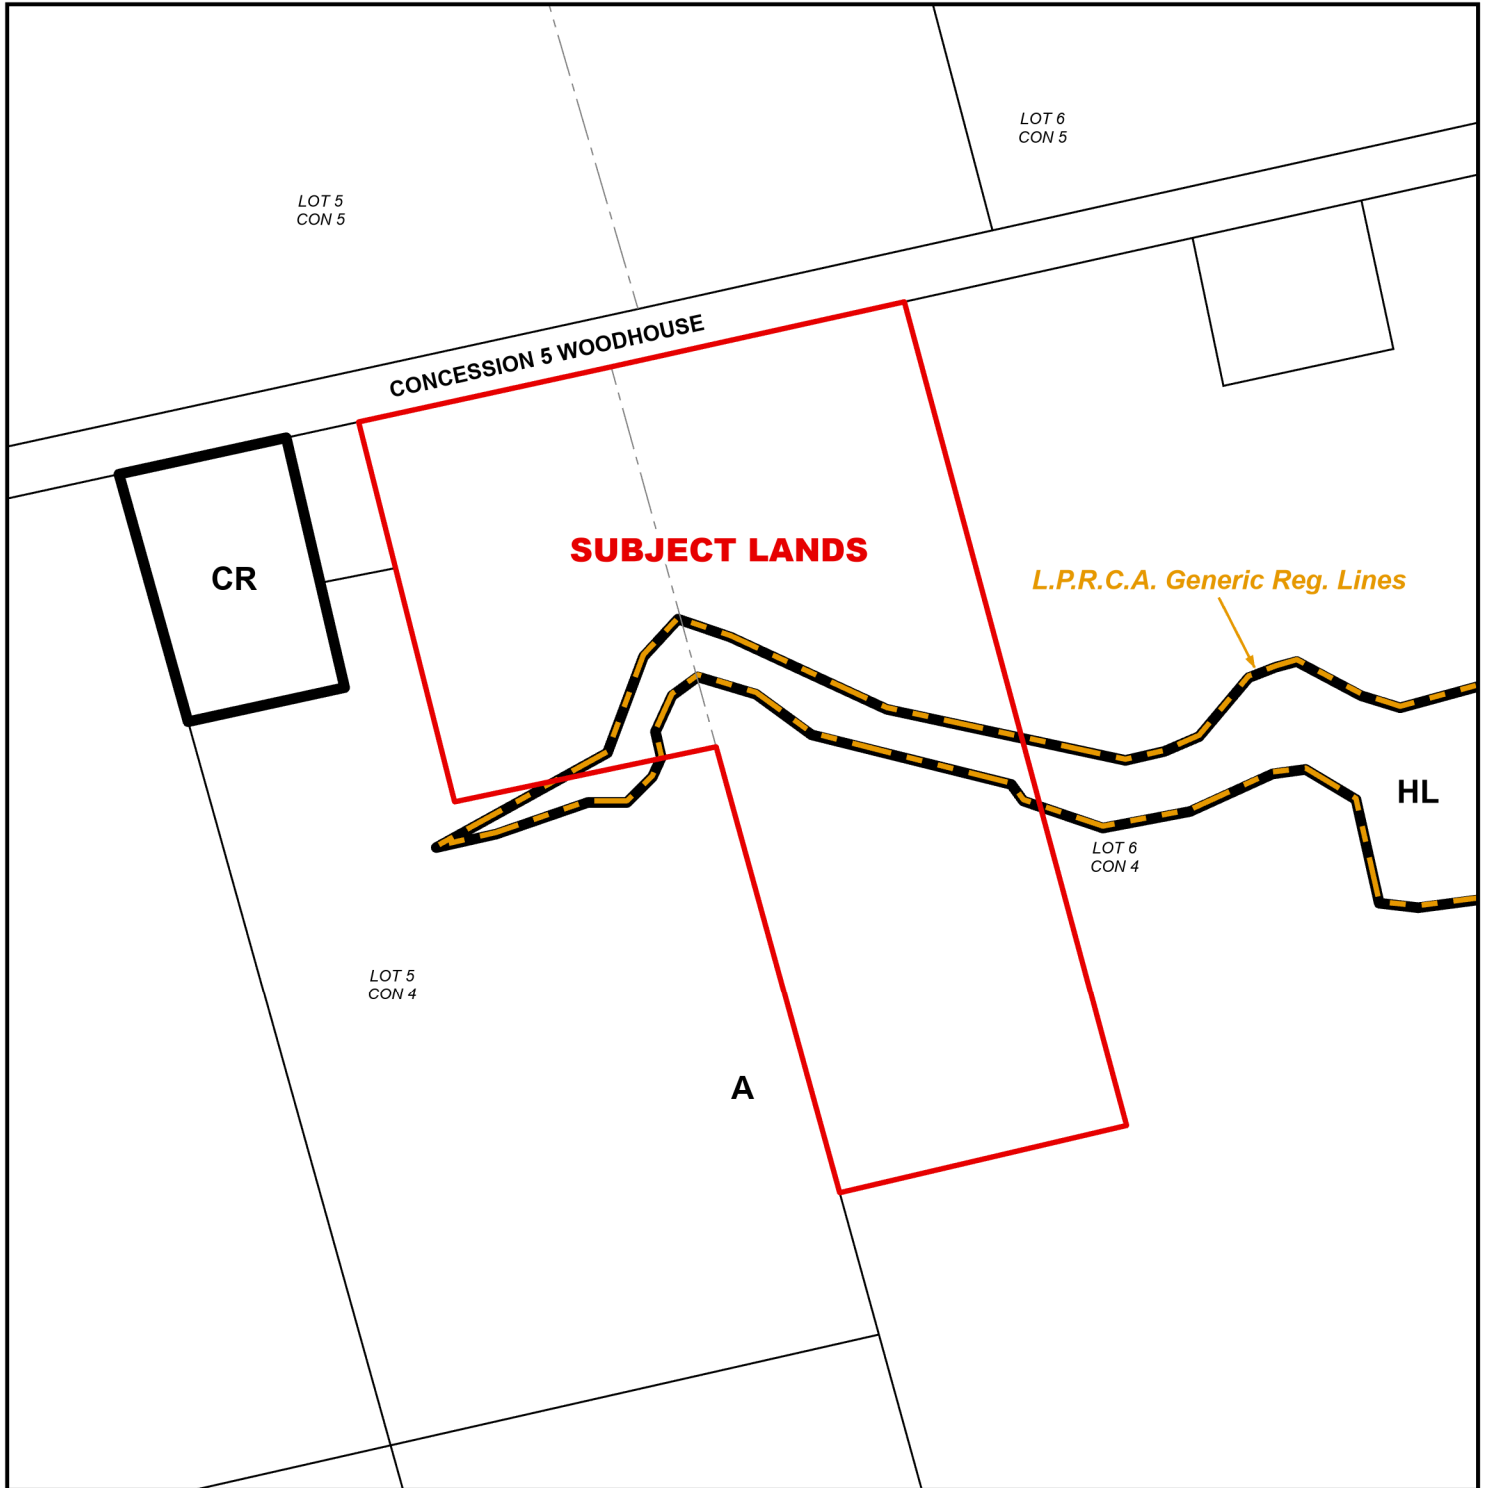 LOT 6
CON 5
LOT 5
CON 5
CONCESSION 5 WOODHOUSE
SUBJECT LANDS
CR
L.P.R.C.A. Generic Reg. Lines
HL
LOT 6
CON 4
LOT 5
CON 4
A